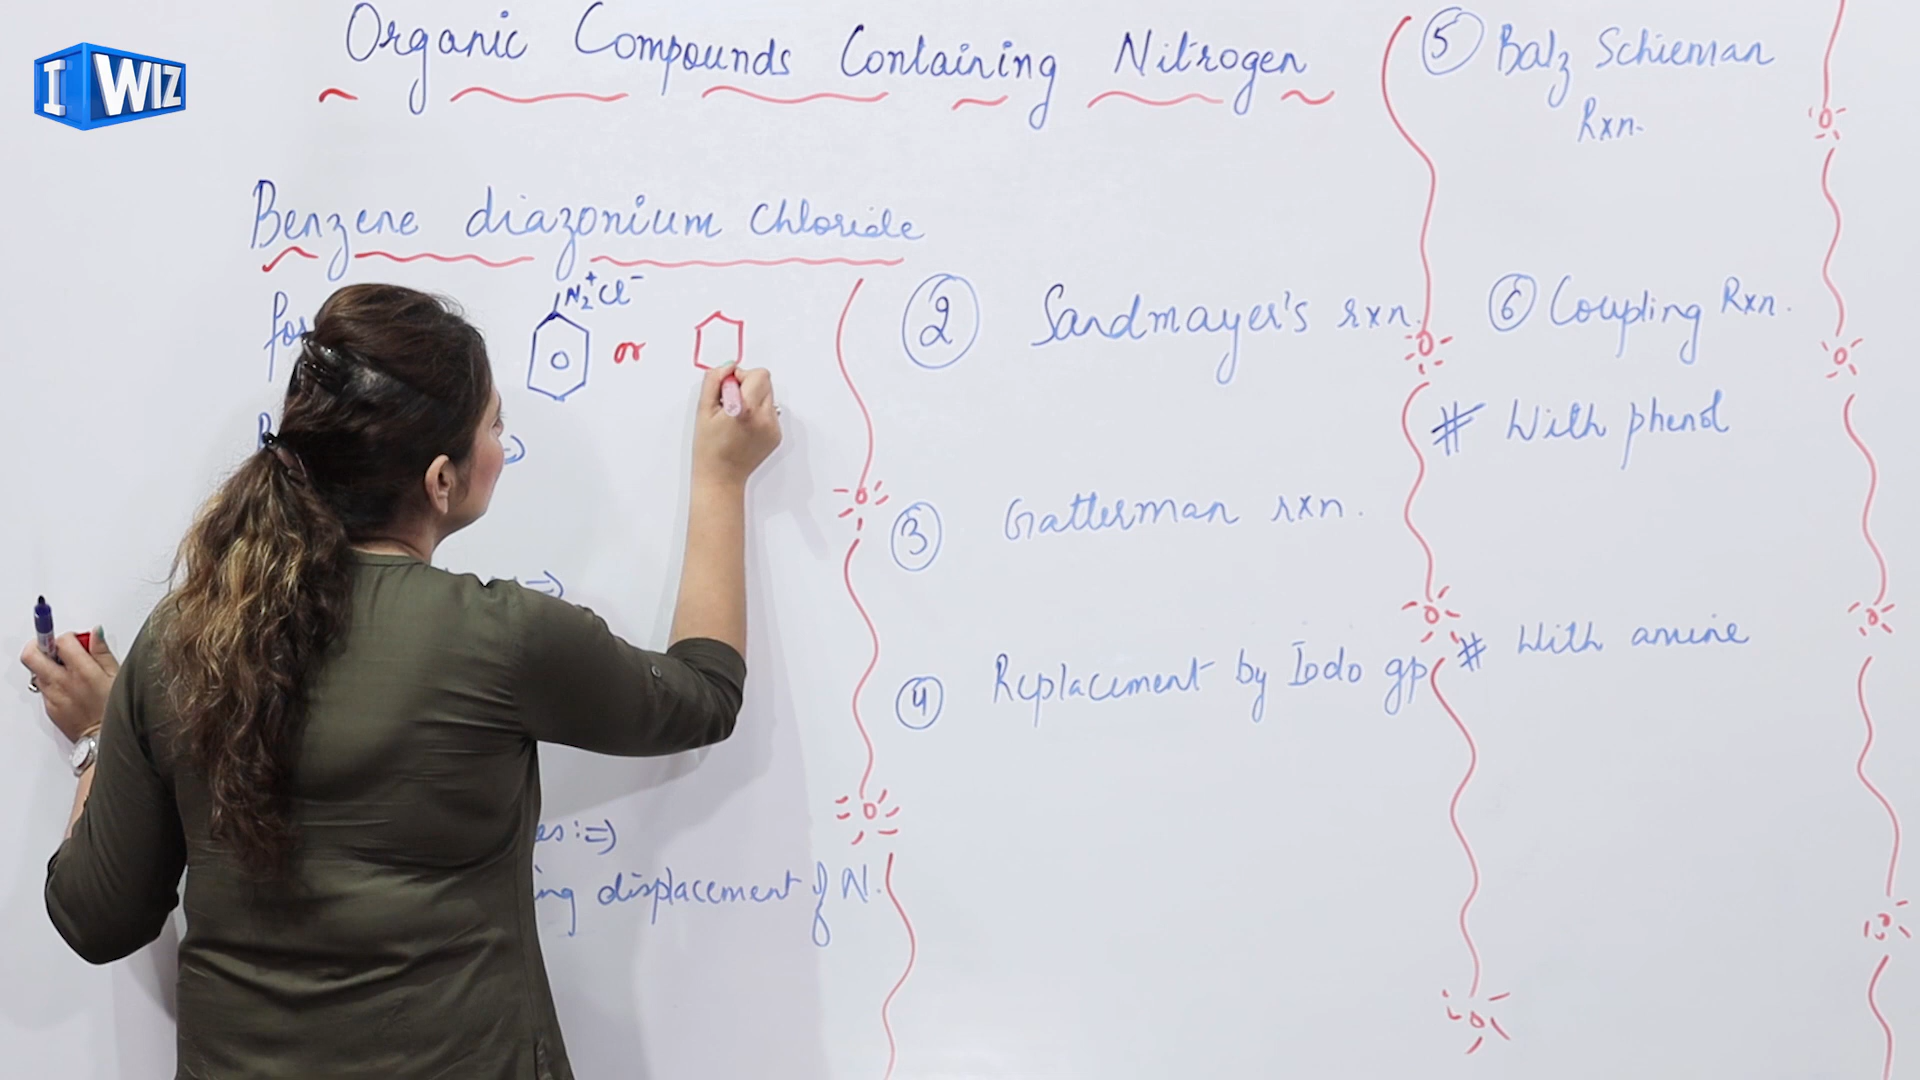 I WIZ
Organic Compounds Containing Nitrogen
Benzene diazonium Chloride
N₂⁺Cl⁻
or
:=)
ing displacement of N.
② Sandmayer's rxn.
③ Gatterman rxn.
④ Replacement by Iodo gp
⑤ Balz Schieman
Rxn.
⑥ Coupling Rxn.
# With phenol
# With amine